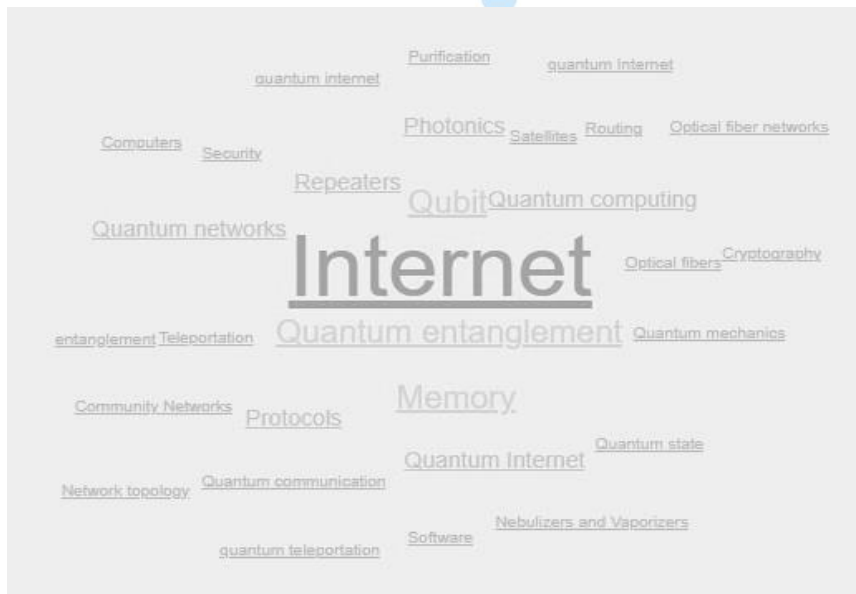 Purification
quantum internet
quantum Internet
Photonics
Satellites
Routing
Optical fiber networks
Computers
Security
Repeaters
Qubit
Quantum computing
Quantum networks
Internet
Optical fibers
Cryptography
entanglement
Teleportation
Quantum entanglement
Quantum mechanics
Community Networks
Protocols
Memory
Quantum Internet
Quantum state
Network topology
Quantum communication
Nebulizers and Vaporizers
quantum teleportation
Software